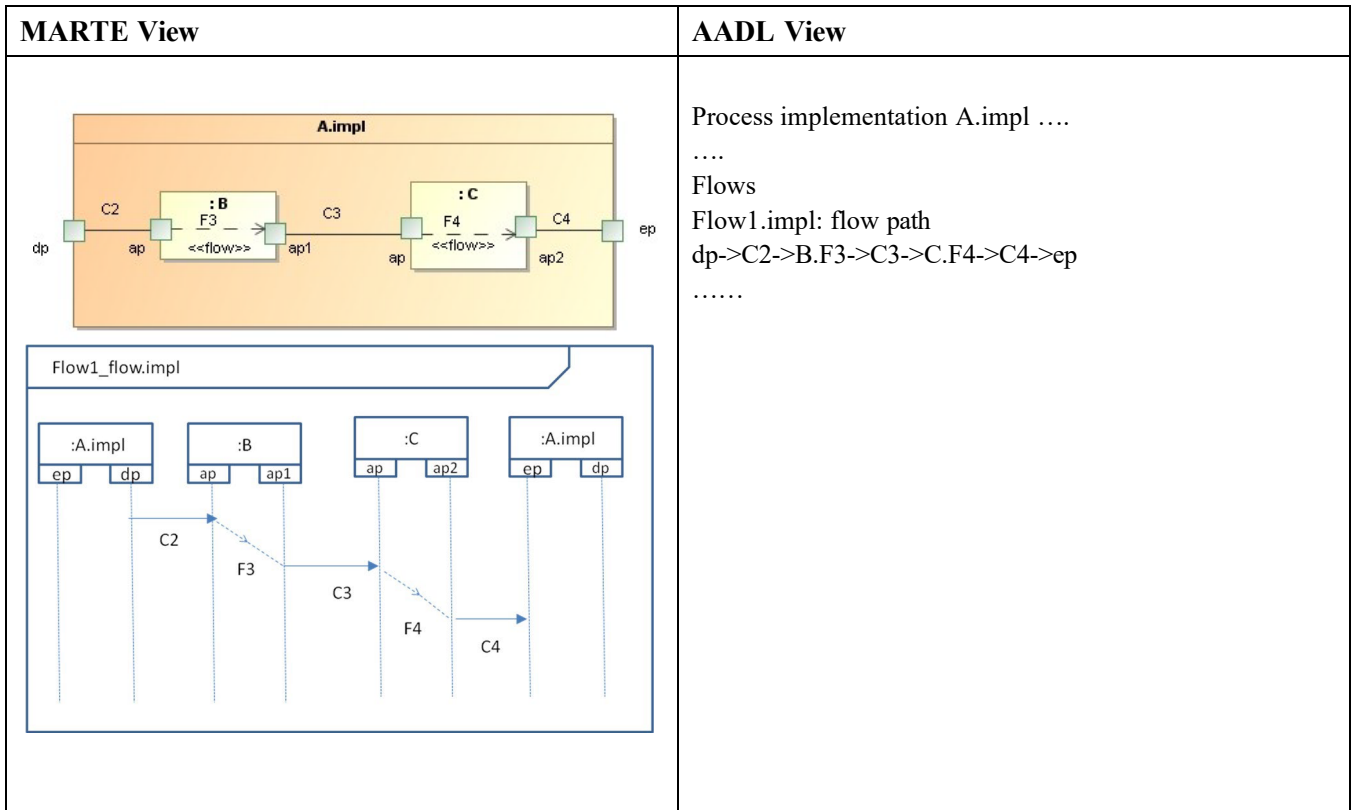 MARTE View
AADL View
A.impl
C2
: B
F3
<<flow>>
C3
: C
F4
<<flow>>
C4
dp
ap
ap1
ap
ap2
ep
Flow1_flow.impl
:A.impl
ep dp
:B
ap ap1
:C
ap ap2
:A.impl
ep dp
C2
F3
C3
F4
C4
Process implementation A.impl ….
….
Flows
Flow1.impl: flow path
dp->C2->B.F3->C3->C.F4->C4->ep
……